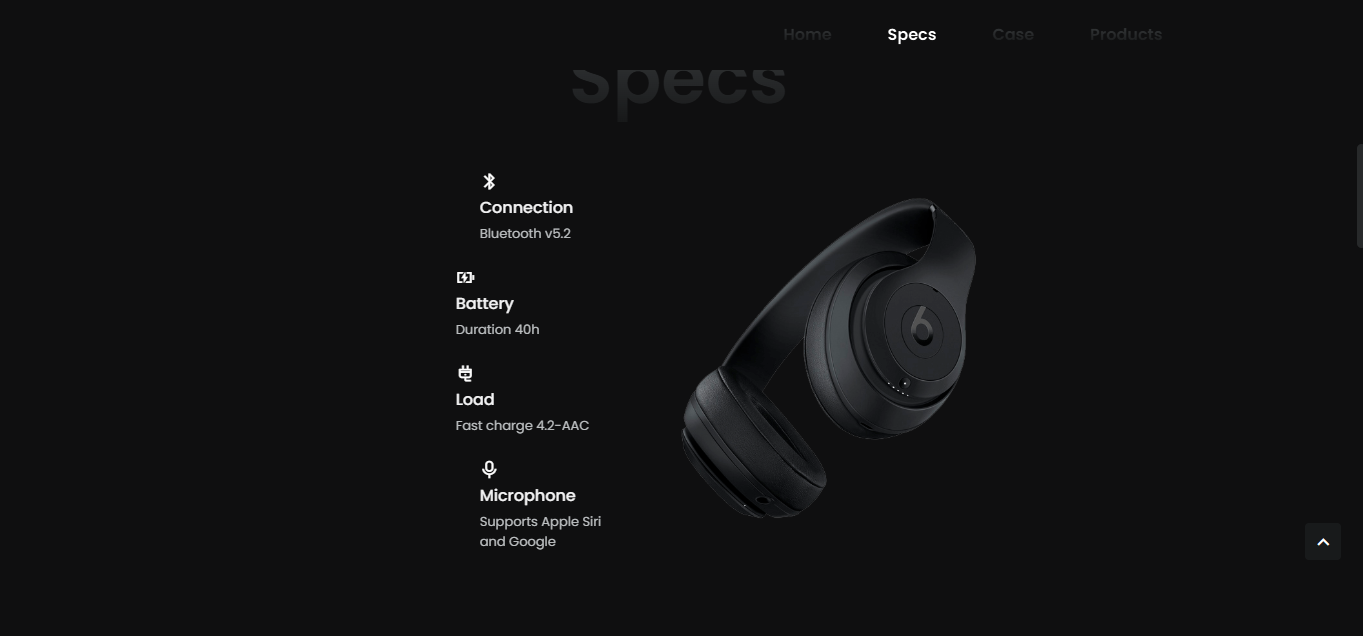 Home Specs Case Products
Specs
Connection
Bluetooth v5.2
Battery
Duration 40h
Load
Fast charge 4.2-AAC
Microphone
Supports Apple Siri
and Google